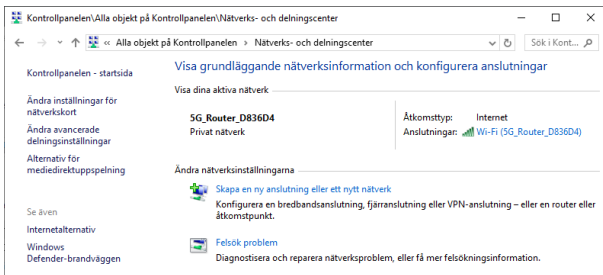 Kontrollpanelen\Alla objekt på Kontrollpanelen\Nätverks- och delningscenter
« Alla objekt på Kontrollpanelen > Nätverks- och delningscenter
Sök i Kont...
Kontrollpanelen - startsida
Ändra inställningar för
nätverkskort
Ändra avancerade
delningsinställningar
Alternativ för
mediedirektuppspelning
Se även
Internetalternativ
Windows
Defender-brandväggen
Visa grundläggande nätverksinformation och konfigurera anslutningar
Visa dina aktiva nätverk
5G_Router_D836D4
Privat nätverk
Åtkomsttyp: Internet
Anslutningar: Wi-Fi (5G_Router_D836D4)
Ändra nätverksinställningarna
Skapa en ny anslutning eller ett nytt nätverk
Konfigurera en bredbandsanslutning, fjärranslutning eller VPN-anslutning – eller en router eller
åtkomstpunkt.
Felsök problem
Diagnostisera och reparera nätverksproblem, eller få mer felsökningsinformation.